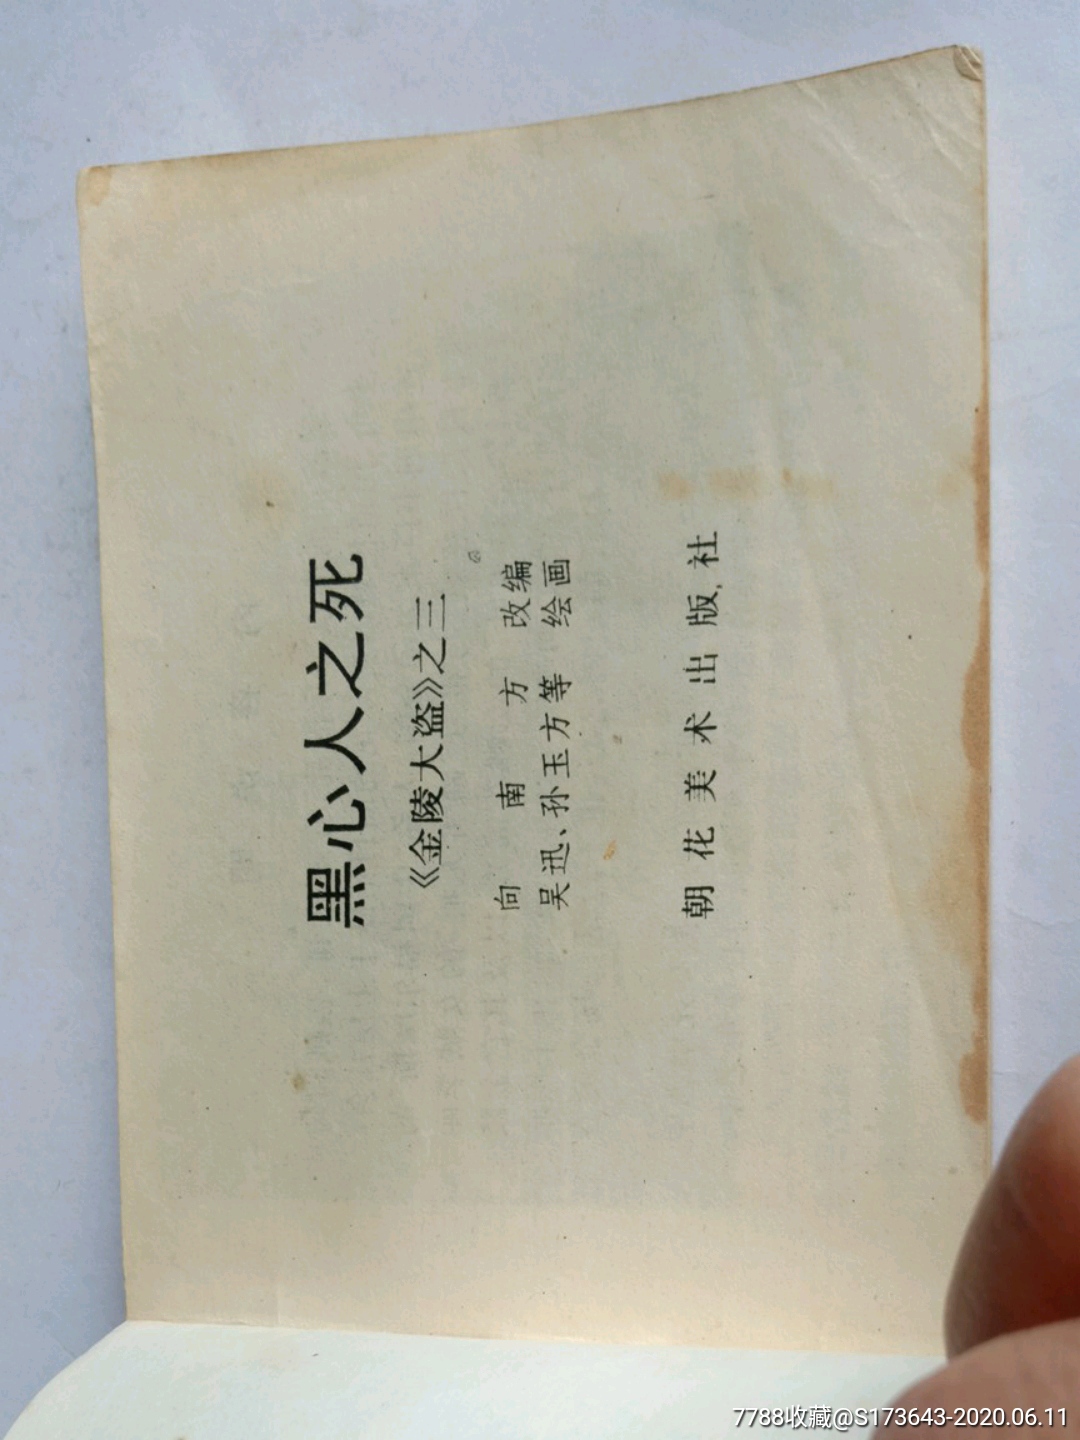 黑心人之死
《金陵大盗》之三
向南方 改编
吴迅、孙玉方等 绘画
朝花美术出版社
7788收藏@S173643-2020.06.11